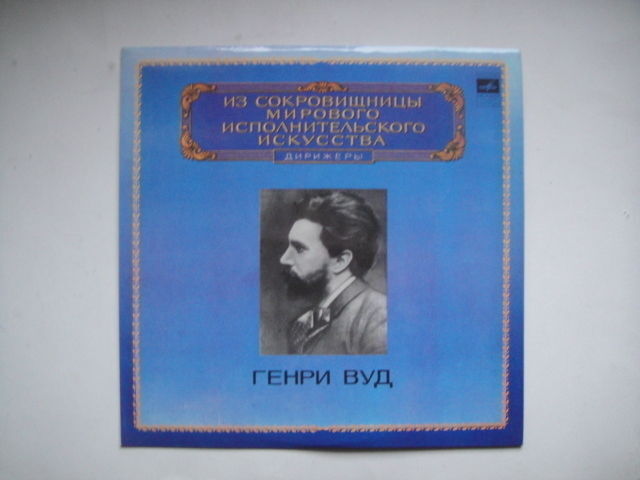 ИЗ СОКРОВИЩНИЦЫ
МИРОВОГО
ИСПОЛНИТЕЛЬСКОГО
ИСКУССТВА
ДИРИЖЕРЫ
ГЕНРИ ВУД